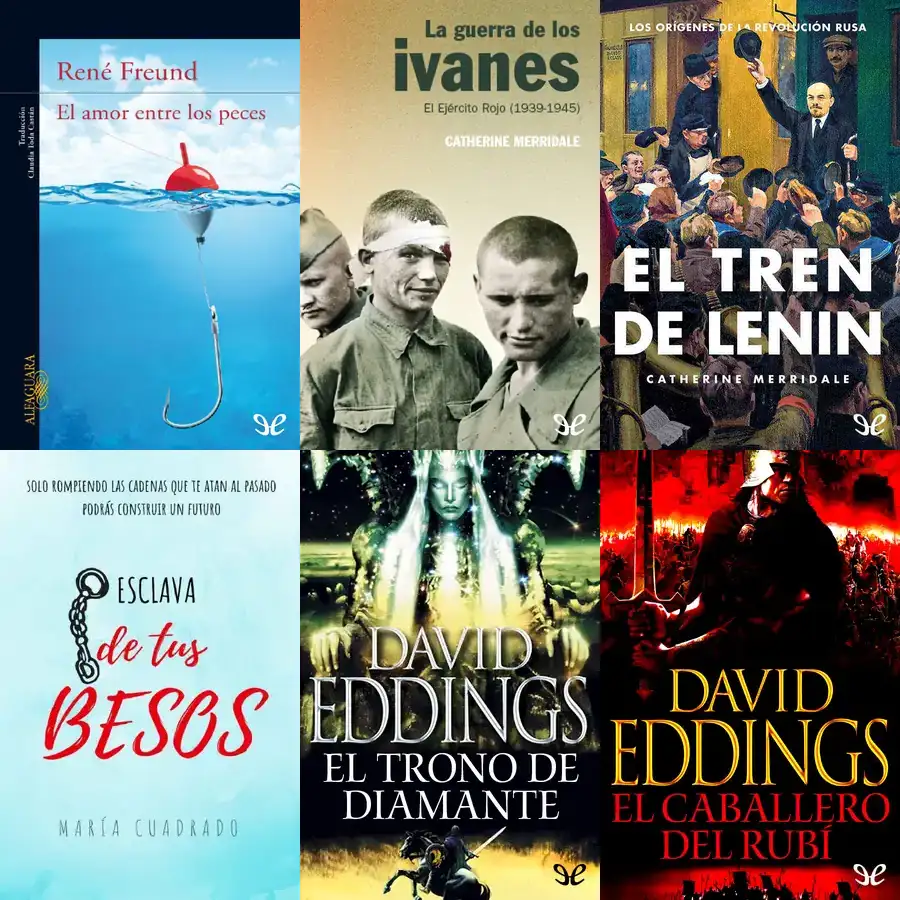 René Freund
El amor entre los peces
Traducción
Claudia Toda Castán
ALFAGUARA
La guerra de los
ivanes
El Ejército Rojo (1939-1945)
CATHERINE MERRIDALE
LOS ORÍGENES DE LA REVOLUCIÓN RUSA
EL TREN
DE LENIN
CATHERINE MERRIDALE
SOLO ROMPIENDO LAS CADENAS QUE TE ATAN AL PASADO
PODRÁS CONSTRUIR UN FUTURO
ESCLAVA
de tus
BESOS
MARÍA CUADRADO
DAVID
EDDINGS
EL TRONO DE
DIAMANTE
DAVID
EDDINGS
EL CABALLERO
DEL RUBÍ